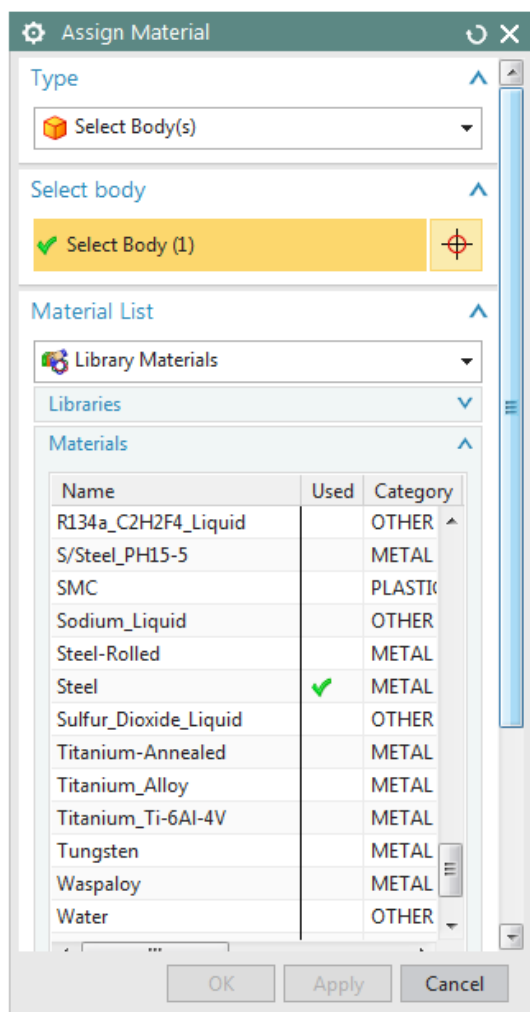 Assign Material
Type
Select Body(s)
Select body
Select Body (1)
Material List
Library Materials
Libraries
Materials
Name Used Category
R134a_C2H2F4_Liquid OTHER
S/Steel_PH15-5 METAL
SMC PLASTIC
Sodium_Liquid OTHER
Steel-Rolled METAL
Steel METAL
Sulfur_Dioxide_Liquid OTHER
Titanium-Annealed METAL
Titanium_Alloy METAL
Titanium_Ti-6Al-4V METAL
Tungsten METAL
Waspaloy METAL
Water OTHER
OK Apply Cancel